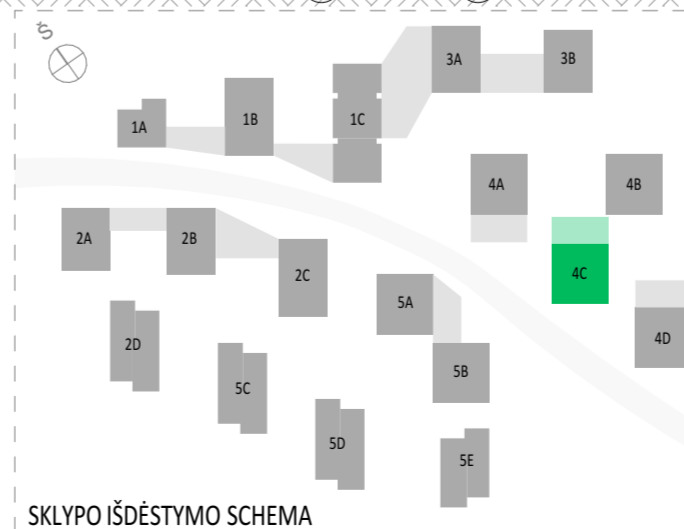 Š
3A
3B
1A
1B
1C
4A
4B
2A
2B
2C
4C
5A
4D
2D
5B
5C
5D
5E
SKLYPO IŠDĖSTYMO SCHEMA